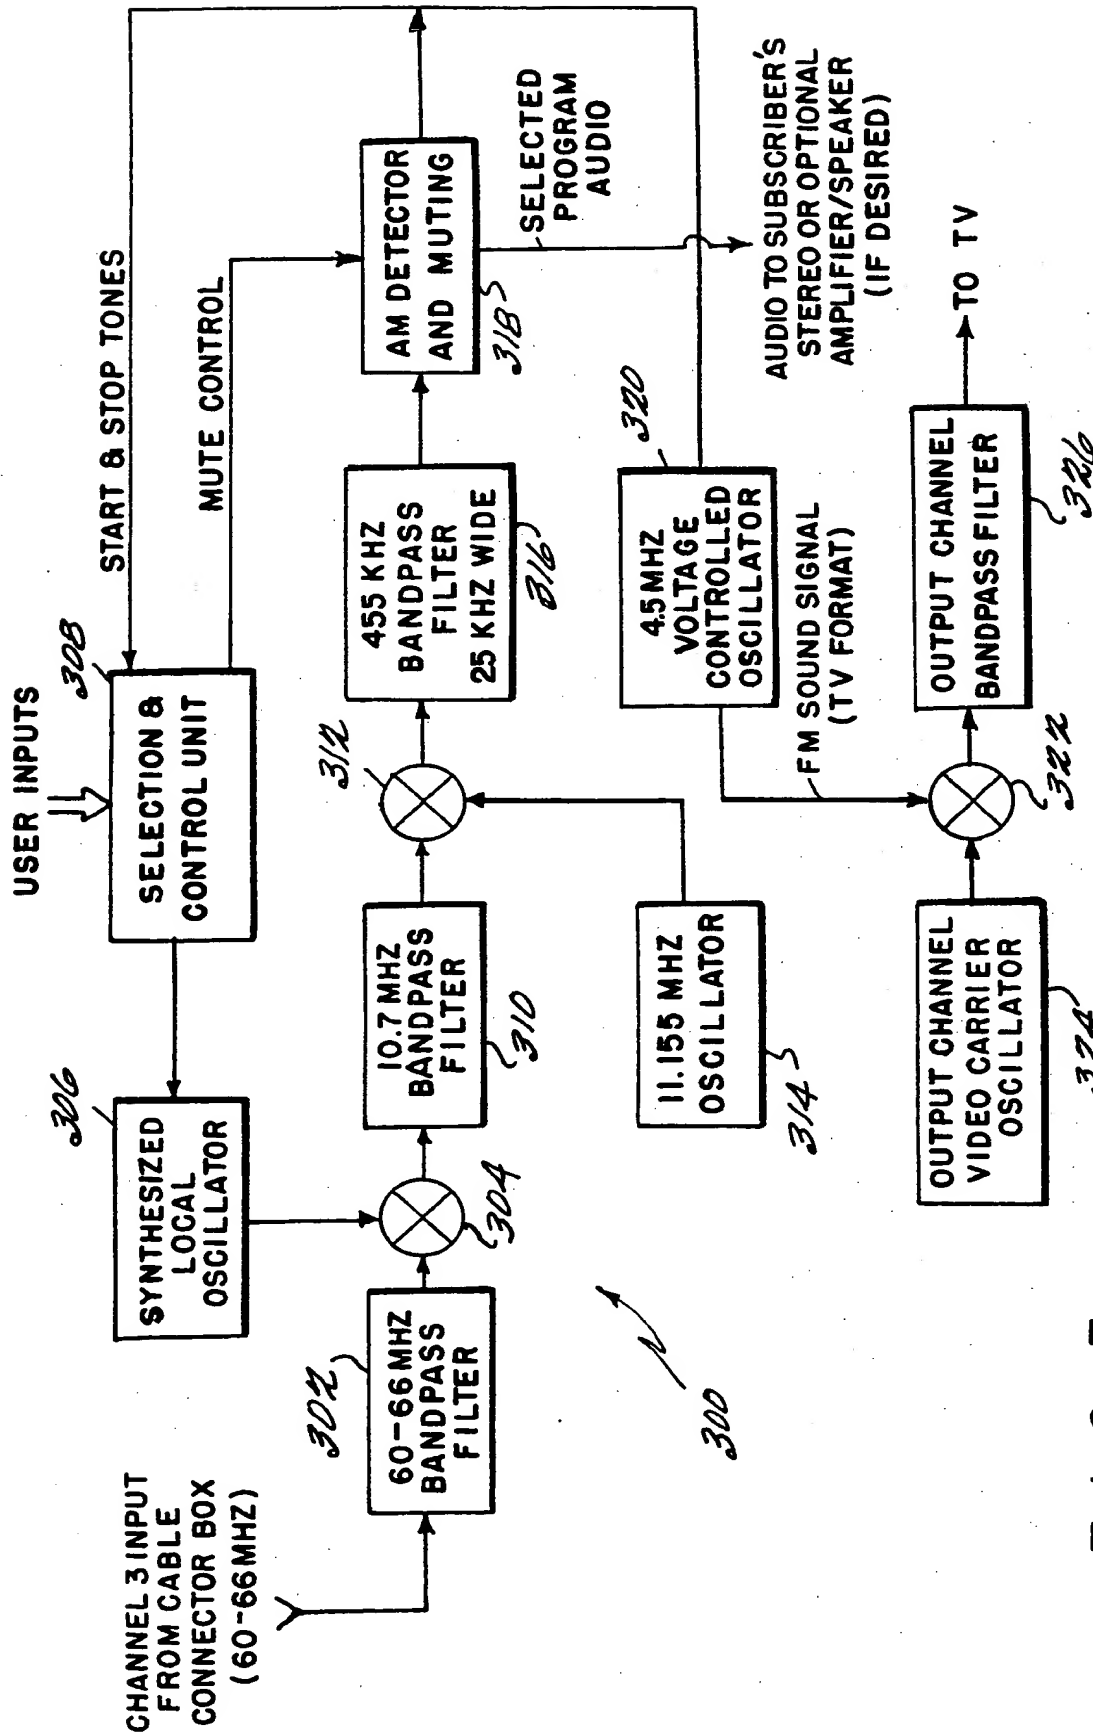 USER INPUTS
308
START & STOP TONES
SELECTION &
CONTROL UNIT
MUTE CONTROL
306
SYNTHESIZED
LOCAL
OSCILLATOR
CHANNEL 3 INPUT
FROM CABLE
CONNECTOR BOX
(60-66MHZ)
302
60-66MHZ
BANDPASS
FILTER
304
10.7 MHZ
BANDPASS
FILTER
310
312
455 KHZ
BANDPASS
FILTER
25 KHZ WIDE
316
AM DETECTOR
AND MUTING
318
SELECTED
PROGRAM
AUDIO
300
11.155 MHZ
OSCILLATOR
314
320
4.5MHZ
VOLTAGE
CONTROLLED
OSCILLATOR
AUDIO TO SUBSCRIBER'S
STEREO OR OPTIONAL
AMPLIFIER/SPEAKER
(IF DESIRED)
FM SOUND SIGNAL
(TV FORMAT)
OUTPUT CHANNEL
VIDEO CARRIER
OSCILLATOR
324
322
OUTPUT CHANNEL
BANDPASS FILTER
326
TO TV